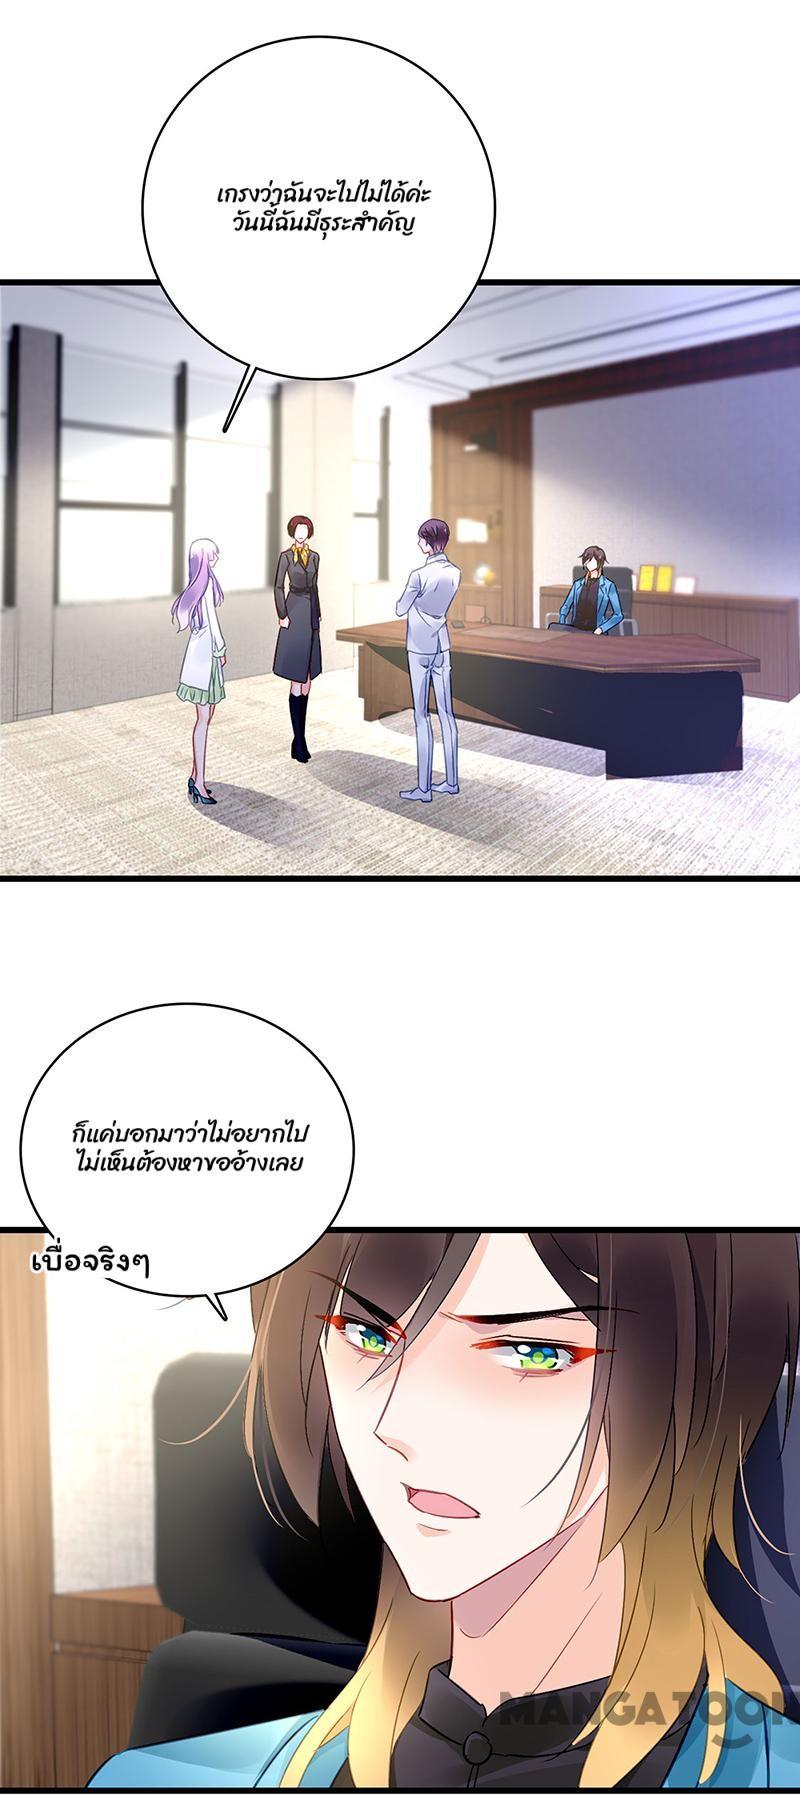 เกรงว่าฉันจะไปไม่ได้ค่ะ
วันนี้ฉันมีธุระสำคัญ
ก็แค่บอกมาว่าไม่อยากไป
ไม่เห็นต้องหาขออ้างเลย
เบื่อจริงๆ
MANGATOON